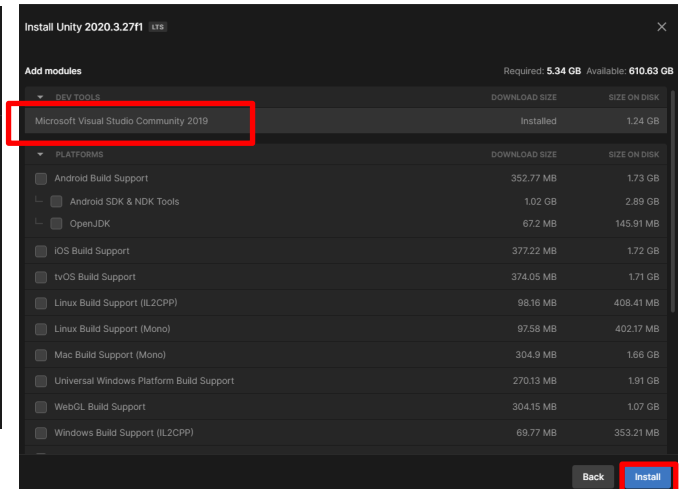 Install Unity 2020.3.27f1 LTS
Add modules Required: 5.34 GB Available: 610.63 GB
DEV TOOLS DOWNLOAD SIZE SIZE ON DISK
Microsoft Visual Studio Community 2019 Installed 1.24 GB
PLATFORMS DOWNLOAD SIZE SIZE ON DISK
Android Build Support 352.77 MB 1.73 GB
Android SDK & NDK Tools 1.02 GB 2.89 GB
OpenJDK 67.2 MB 145.91 MB
iOS Build Support 377.22 MB 1.72 GB
tvOS Build Support 374.05 MB 1.71 GB
Linux Build Support (IL2CPP) 98.16 MB 408.41 MB
Linux Build Support (Mono) 97.58 MB 402.17 MB
Mac Build Support (Mono) 304.9 MB 1.66 GB
Universal Windows Platform Build Support 270.13 MB 1.91 GB
WebGL Build Support 304.15 MB 1.07 GB
Windows Build Support (IL2CPP) 69.77 MB 353.21 MB
Back Install